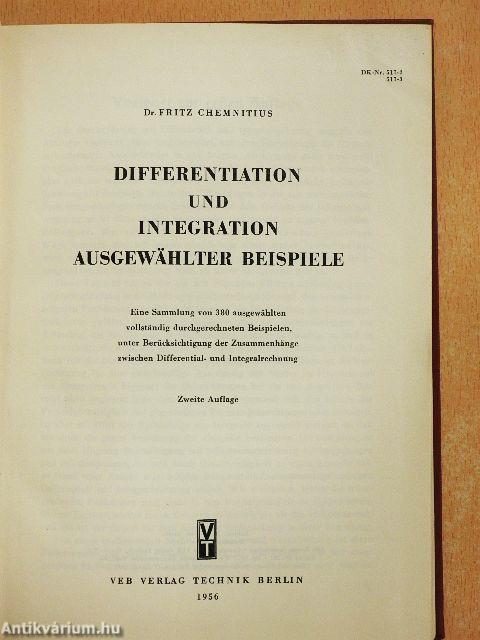 DK-Nr. 517-2
517-3
Dr. FRITZ CHEMNITIUS
DIFFERENTIATION
UND
INTEGRATION
AUSGEWÄHLTER BEISPIELE
Eine Sammlung von 380 ausgewählten
vollständig durchgerechneten Beispielen,
unter Berücksichtigung der Zusammenhänge
zwischen Differential- und Integralrechnung
Zweite Auflage
VT
VEB VERLAG TECHNIK BERLIN
1956
Antikvárium.hu